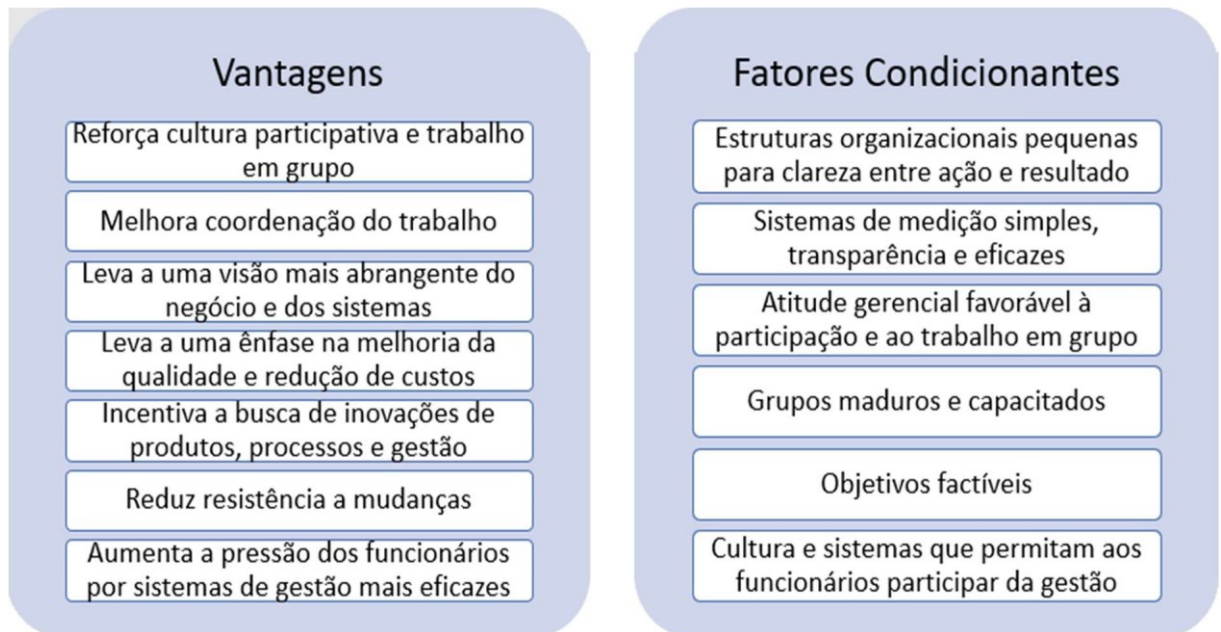 Vantagens
Reforça cultura participativa e trabalho
em grupo
Melhora coordenação do trabalho
Leva a uma visão mais abrangente do
negócio e dos sistemas
Leva a uma ênfase na melhoria da
qualidade e redução de custos
Incentiva a busca de inovações de
produtos, processos e gestão
Reduz resistência a mudanças
Aumenta a pressão dos funcionários
por sistemas de gestão mais eficazes
Fatores Condicionantes
Estruturas organizacionais pequenas
para clareza entre ação e resultado
Sistemas de medição simples,
transparência e eficazes
Atitude gerencial favorável à
participação e ao trabalho em grupo
Grupos maduros e capacitados
Objetivos factíveis
Cultura e sistemas que permitam aos
funcionários participar da gestão